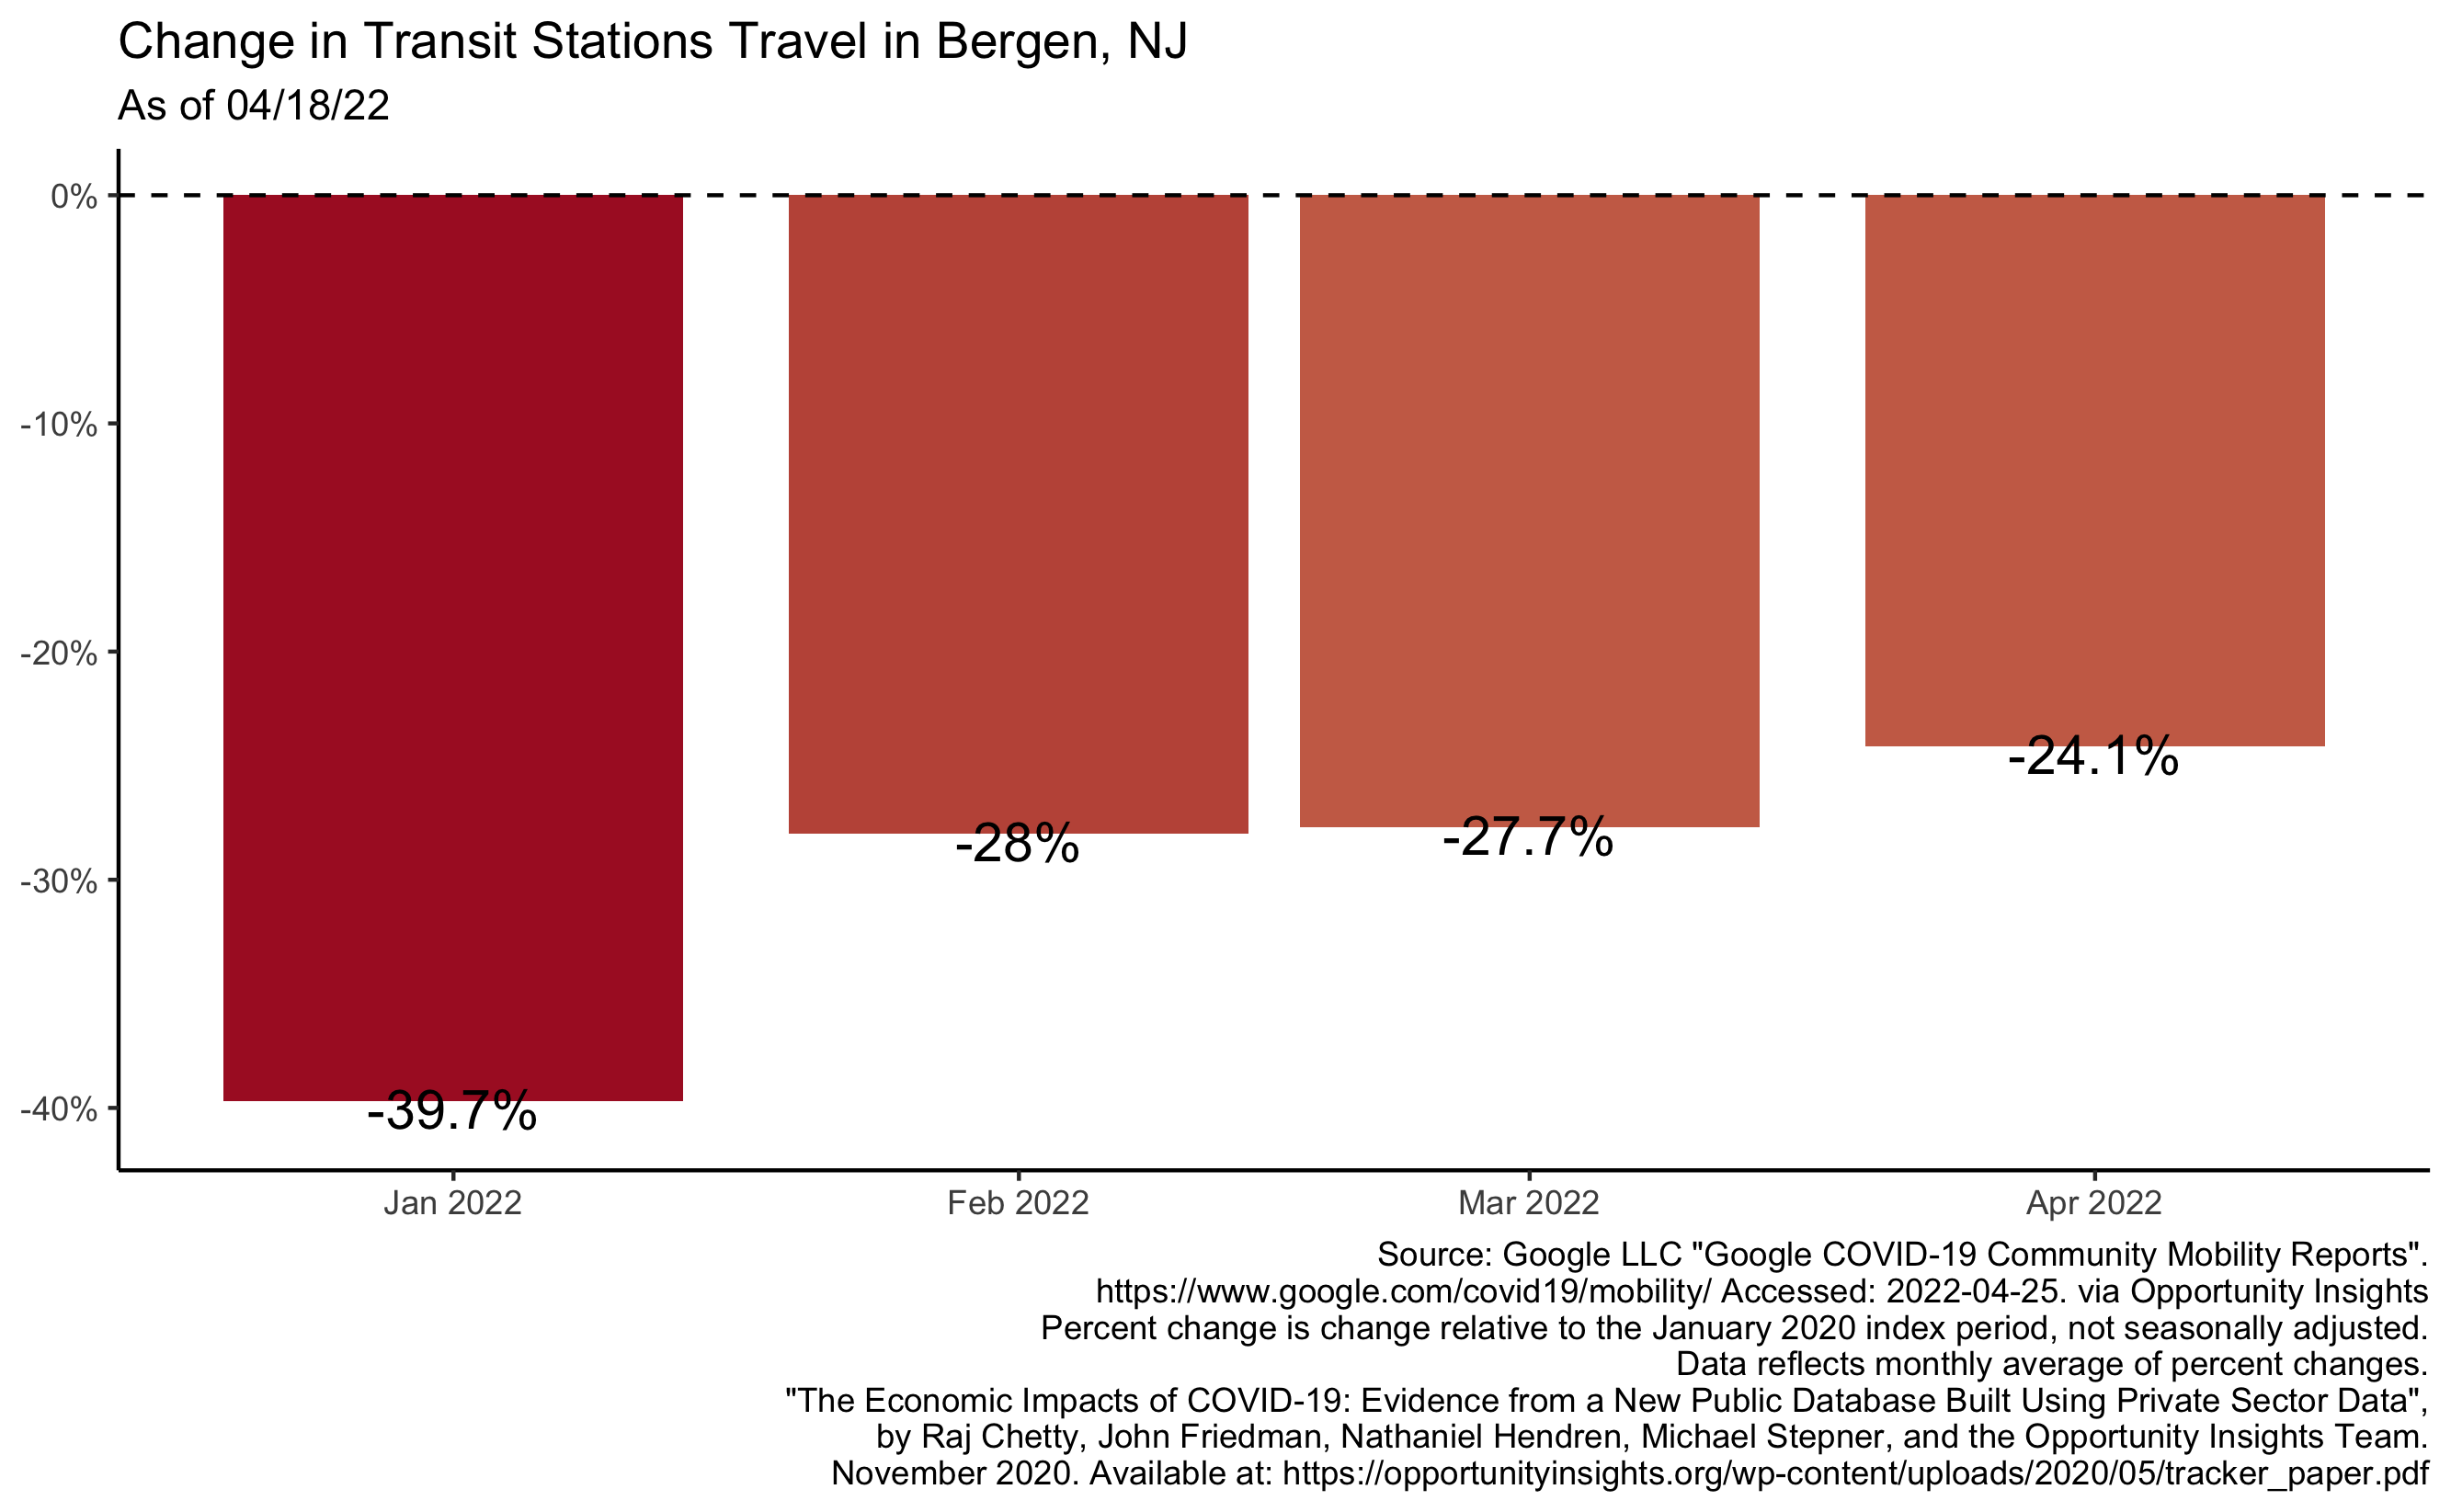 Change in Transit Stations Travel in Bergen, NJ
As of 04/18/22
0%
-10%
-20%
-30%
-40%
-39.7%
-28%
-27.7%
-24.1%
Jan 2022
Feb 2022
Mar 2022
Apr 2022
Source: Google LLC "Google COVID-19 Community Mobility Reports".
https://www.google.com/covid19/mobility/ Accessed: 2022-04-25. via Opportunity Insights
Percent change is change relative to the January 2020 index period, not seasonally adjusted.
Data reflects monthly average of percent changes.
"The Economic Impacts of COVID-19: Evidence from a New Public Database Built Using Private Sector Data",
by Raj Chetty, John Friedman, Nathaniel Hendren, Michael Stepner, and the Opportunity Insights Team.
November 2020. Available at: https://opportunityinsights.org/wp-content/uploads/2020/05/tracker_paper.pdf